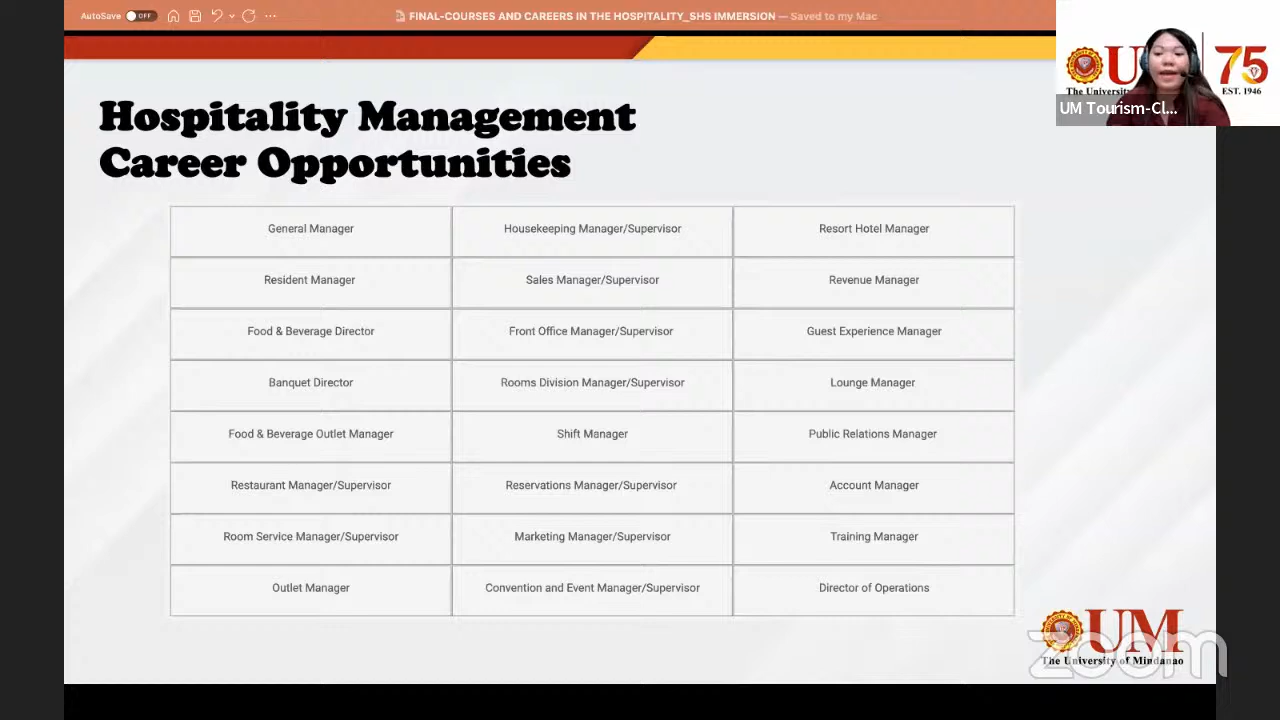 AutoSave OFF
FINAL-COURSES AND CAREERS IN THE HOSPITALITY_SHS IMMERSION — Saved to my Mac
U 75
The Universit
EST. 1946
UM Tourism-Cl...
Hospitality Management
Career Opportunities
General Manager Housekeeping Manager/Supervisor Resort Hotel Manager
Resident Manager Sales Manager/Supervisor Revenue Manager
Food & Beverage Director Front Office Manager/Supervisor Guest Experience Manager
Banquet Director Rooms Division Manager/Supervisor Lounge Manager
Food & Beverage Outlet Manager Shift Manager Public Relations Manager
Restaurant Manager/Supervisor Reservations Manager/Supervisor Account Manager
Room Service Manager/Supervisor Marketing Manager/Supervisor Training Manager
Outlet Manager Convention and Event Manager/Supervisor Director of Operations
UM
zoom
The University of Mindanao